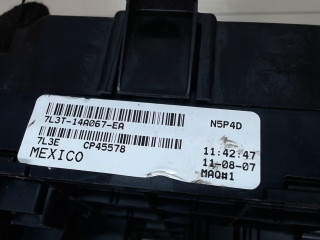 7L3T-14A067-EA
N5P4D
7L3E CP45578
11:42:47
MEXICO
11-08-07
MAQ#1